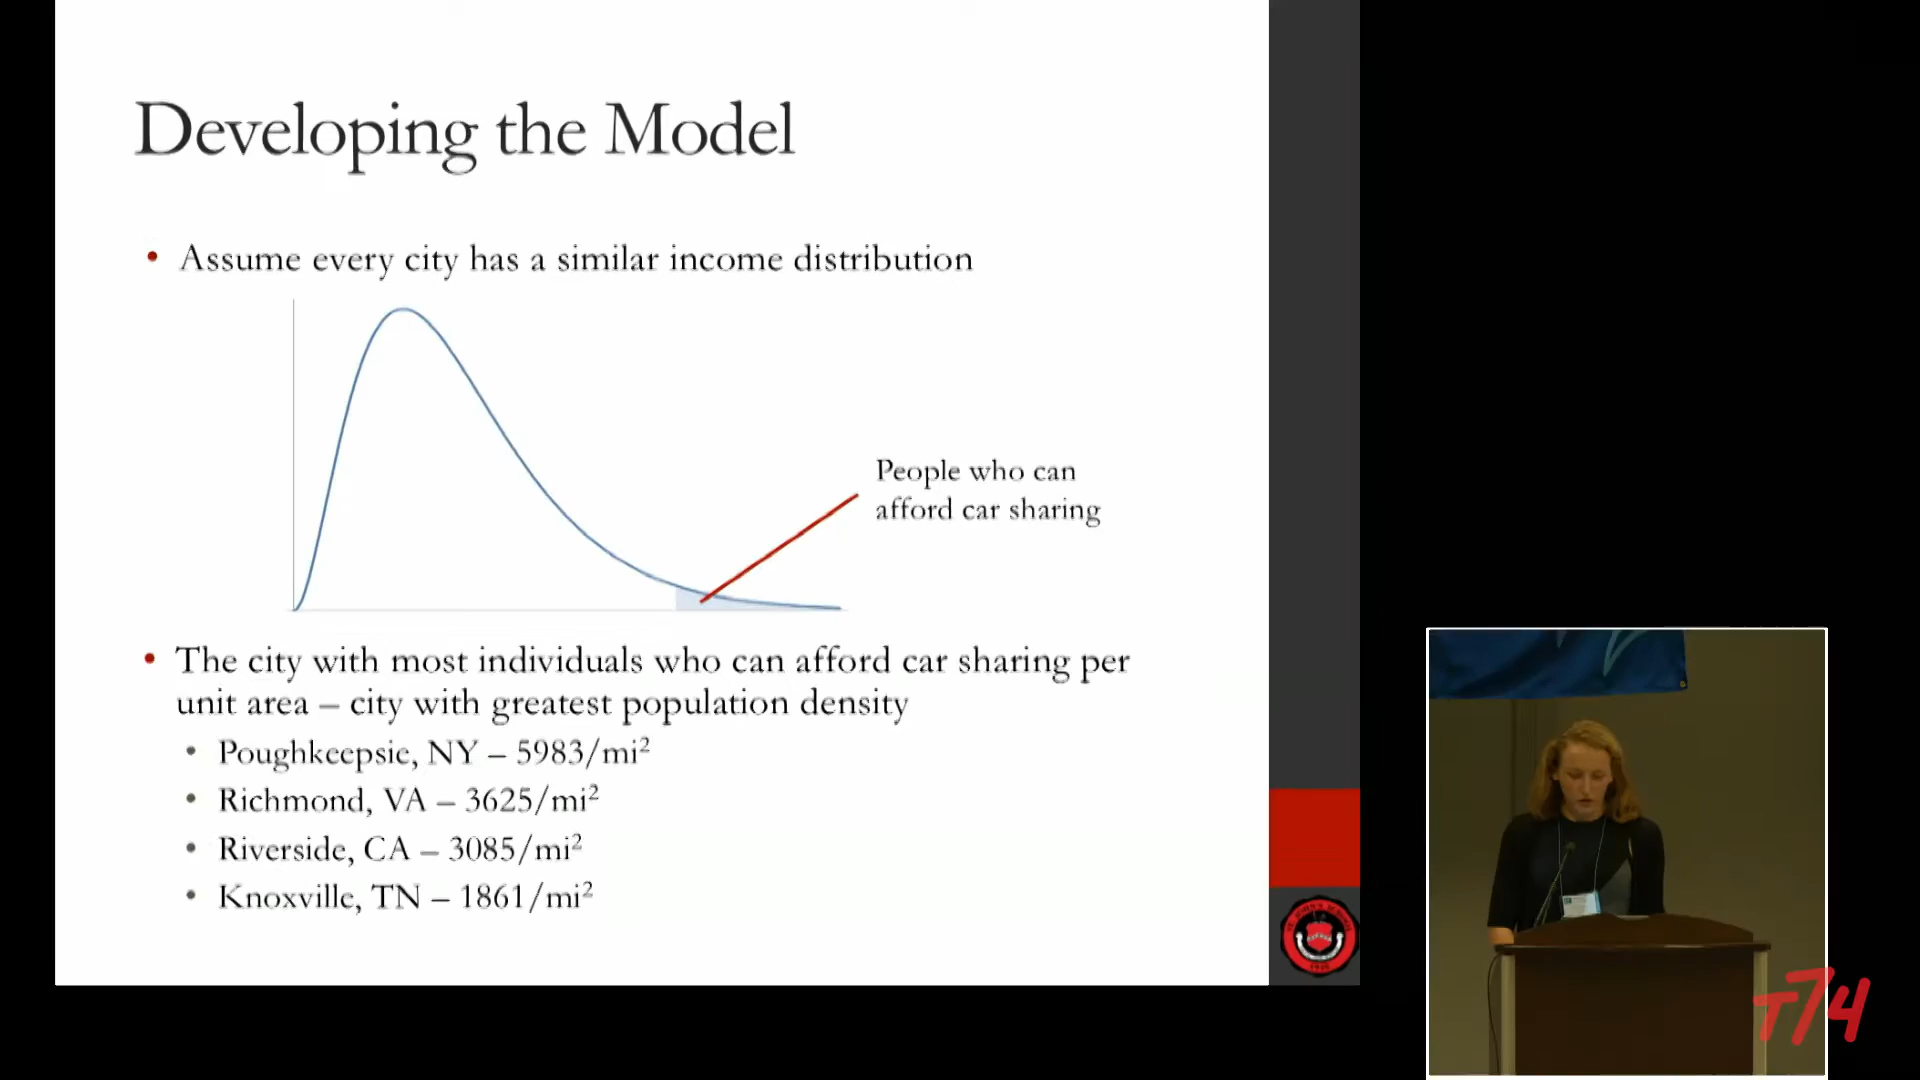 Developing the Model
• Assume every city has a similar income distribution
People who can
afford car sharing
• The city with most individuals who can afford car sharing per
unit area – city with greatest population density
• Poughkeepsie, NY – 5983/mi²
• Richmond, VA – 3625/mi²
• Riverside, CA – 3085/mi²
• Knoxville, TN – 1861/mi²
T74